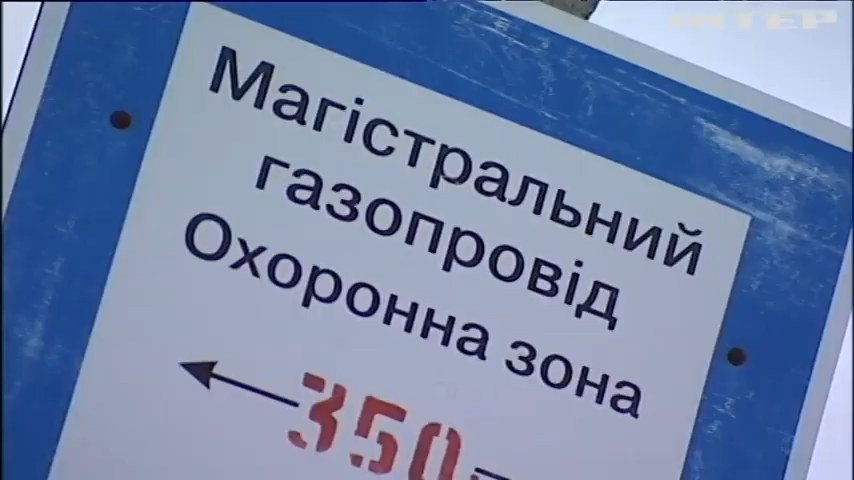 ІНТЕР
Магістральний
газопровід
Охоронна зона
350